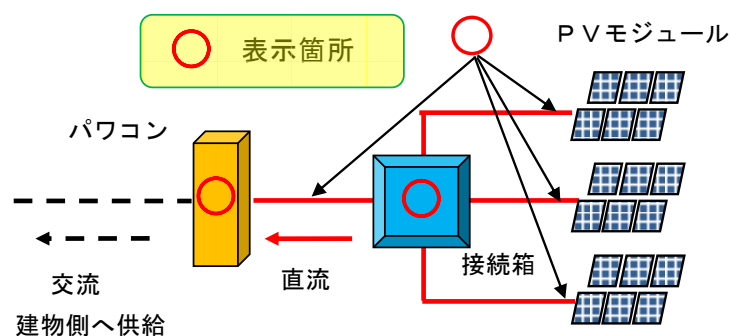 表示箇所
PVモジュール
パワコン
接続箱
直流
交流
建物側へ供給